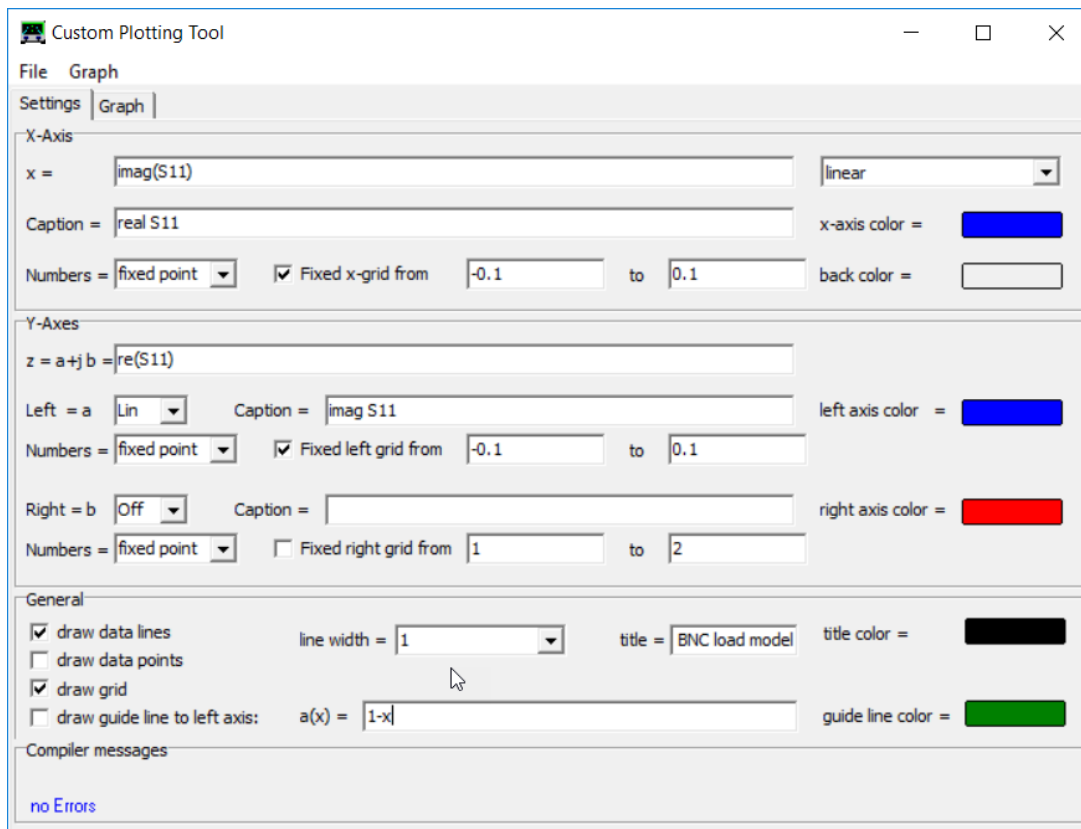 Custom Plotting Tool
File Graph
Settings Graph
X-Axis
x = imag(S11) linear
Caption = real S11 x-axis color =
Numbers = fixed point Fixed x-grid from -0.1 to 0.1 back color =
Y-Axes
z = a+j b = re(S11)
Left = a Lin Caption = imag S11 left axis color =
Numbers = fixed point Fixed left grid from -0.1 to 0.1
Right = b Off Caption = right axis color =
Numbers = fixed point Fixed right grid from 1 to 2
General
draw data lines line width = 1 title = BNC load model title color =
draw data points
draw grid
draw guide line to left axis: a(x) = 1-x guide line color =
Compiler messages
no Errors